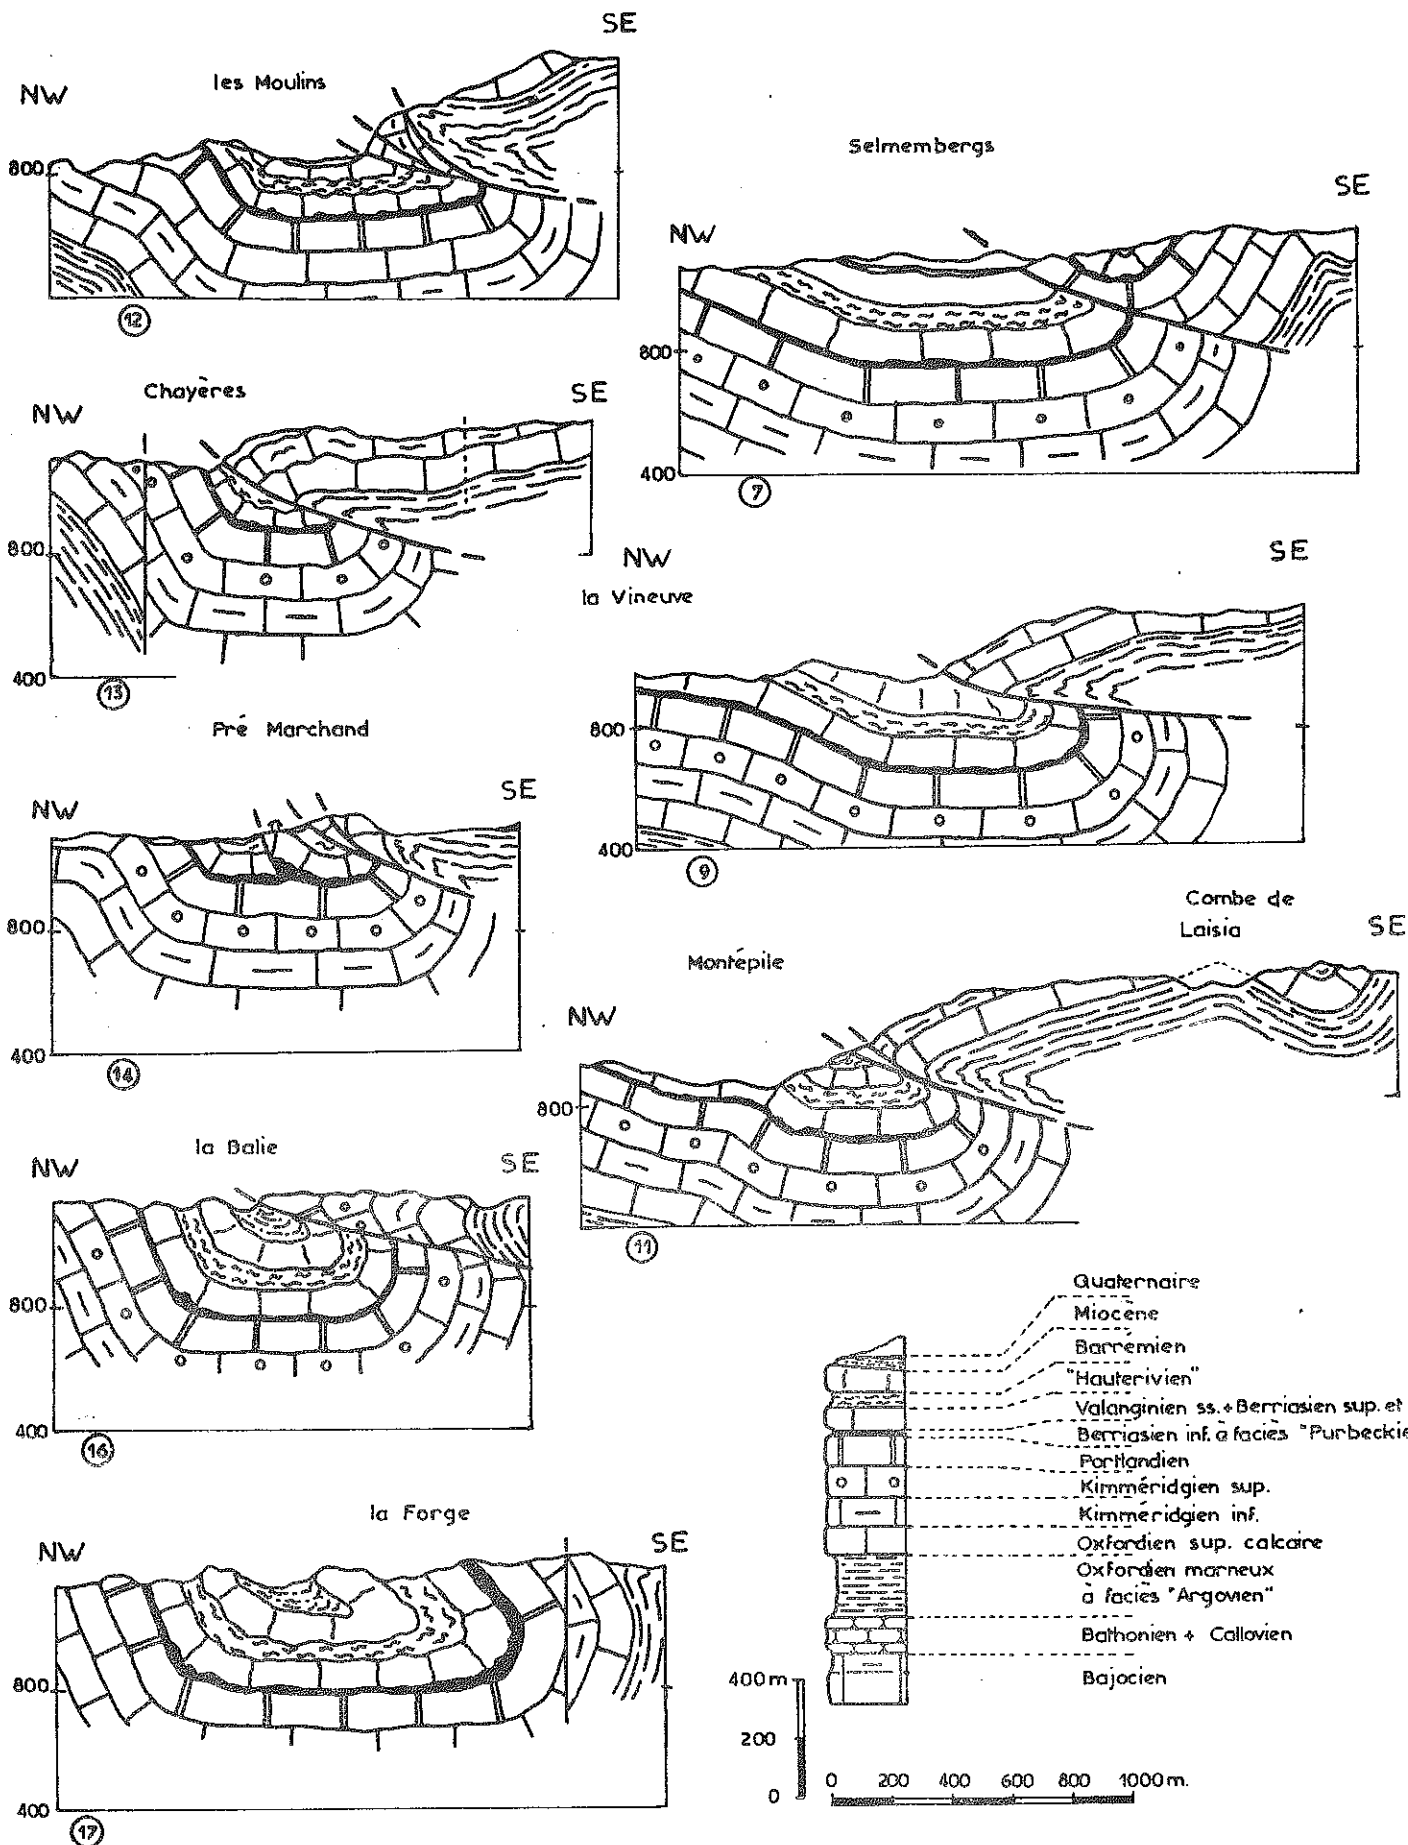 SE
les Moulins
NW
800
12
Selmembergs
SE
NW
800
400
7
Chayères
SE
NW
800
400
13
NW
SE
la Vineuve
800
400
9
Pré Marchand
NW
SE
800
400
14
Combe de
Laisia
SE
Montépile
NW
800
11
la Balie
NW
SE
800
400
16
la Forge
NW
SE
800
400
17
Quaternaire
Miocène
Barrémien
"Hauterivien"
Valanginien ss.+Berriasien sup. et
Berriasien inf. à faciès "Purbeckie
Portlandien
Kimméridgien sup.
Kimméridgien inf.
Oxfordien sup. calcaire
Oxfordien marneux
à faciès "Argovien"
Bathonien + Callovien
Bajocien
400 m
200
0
0 200 400 600 800 1000 m.